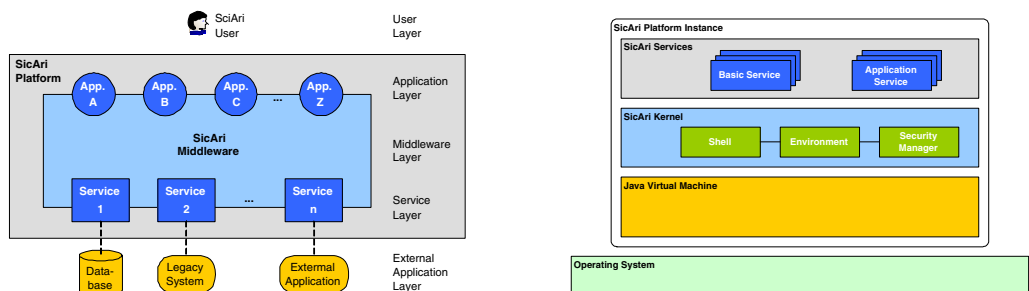 SciAri
User
User
Layer
SicAri
Platform
App.
A
App.
B
App.
C
...
App.
Z
Application
Layer
SicAri
Middleware
Middleware
Layer
Service
1
Service
2
...
Service
n
Service
Layer
Data-
base
Legacy
System
Extermal
Application
External
Application
Layer
SicAri Platform Instance
SicAri Services
Basic Service
Application
Service
SicAri Kernel
Shell
Environment
Security
Manager
Java Virtual Machine
Operating System